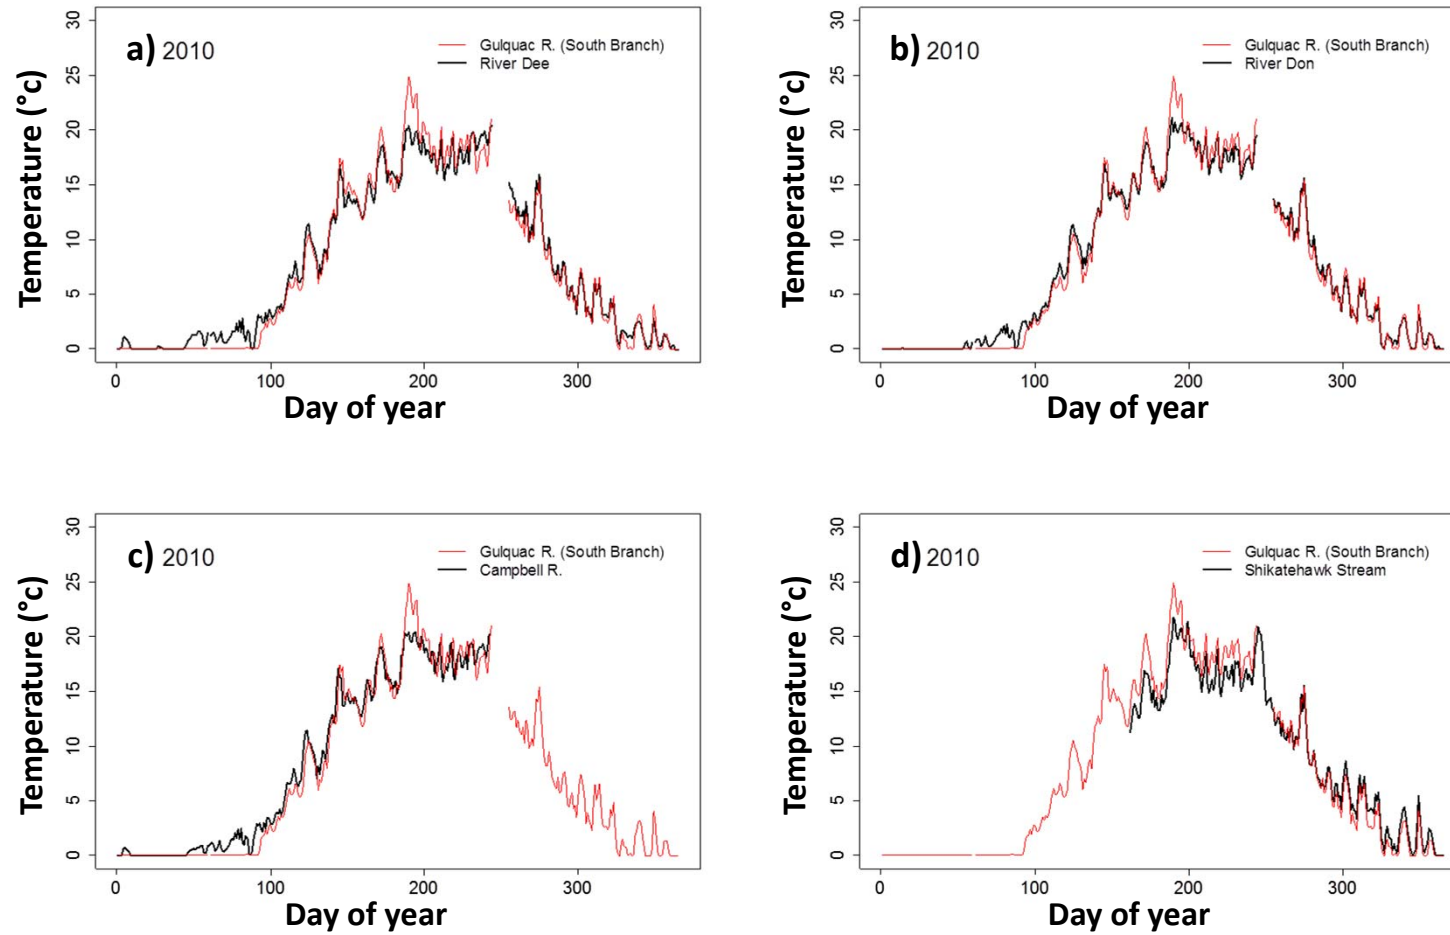 a) 2010
Gulquac R. (South Branch)
River Dee
Temperature (°c)
30
25
20
15
10
5
0
0 100 200 300
Day of year
b) 2010
Gulquac R. (South Branch)
River Don
Temperature (°c)
30
25
20
15
10
5
0
0 100 200 300
Day of year
c) 2010
Gulquac R. (South Branch)
Campbell R.
Temperature (°c)
30
25
20
15
10
5
0
0 100 200 300
Day of year
d) 2010
Gulquac R. (South Branch)
Shikatehawk Stream
Temperature (°c)
30
25
20
15
10
5
0
0 100 200 300
Day of year